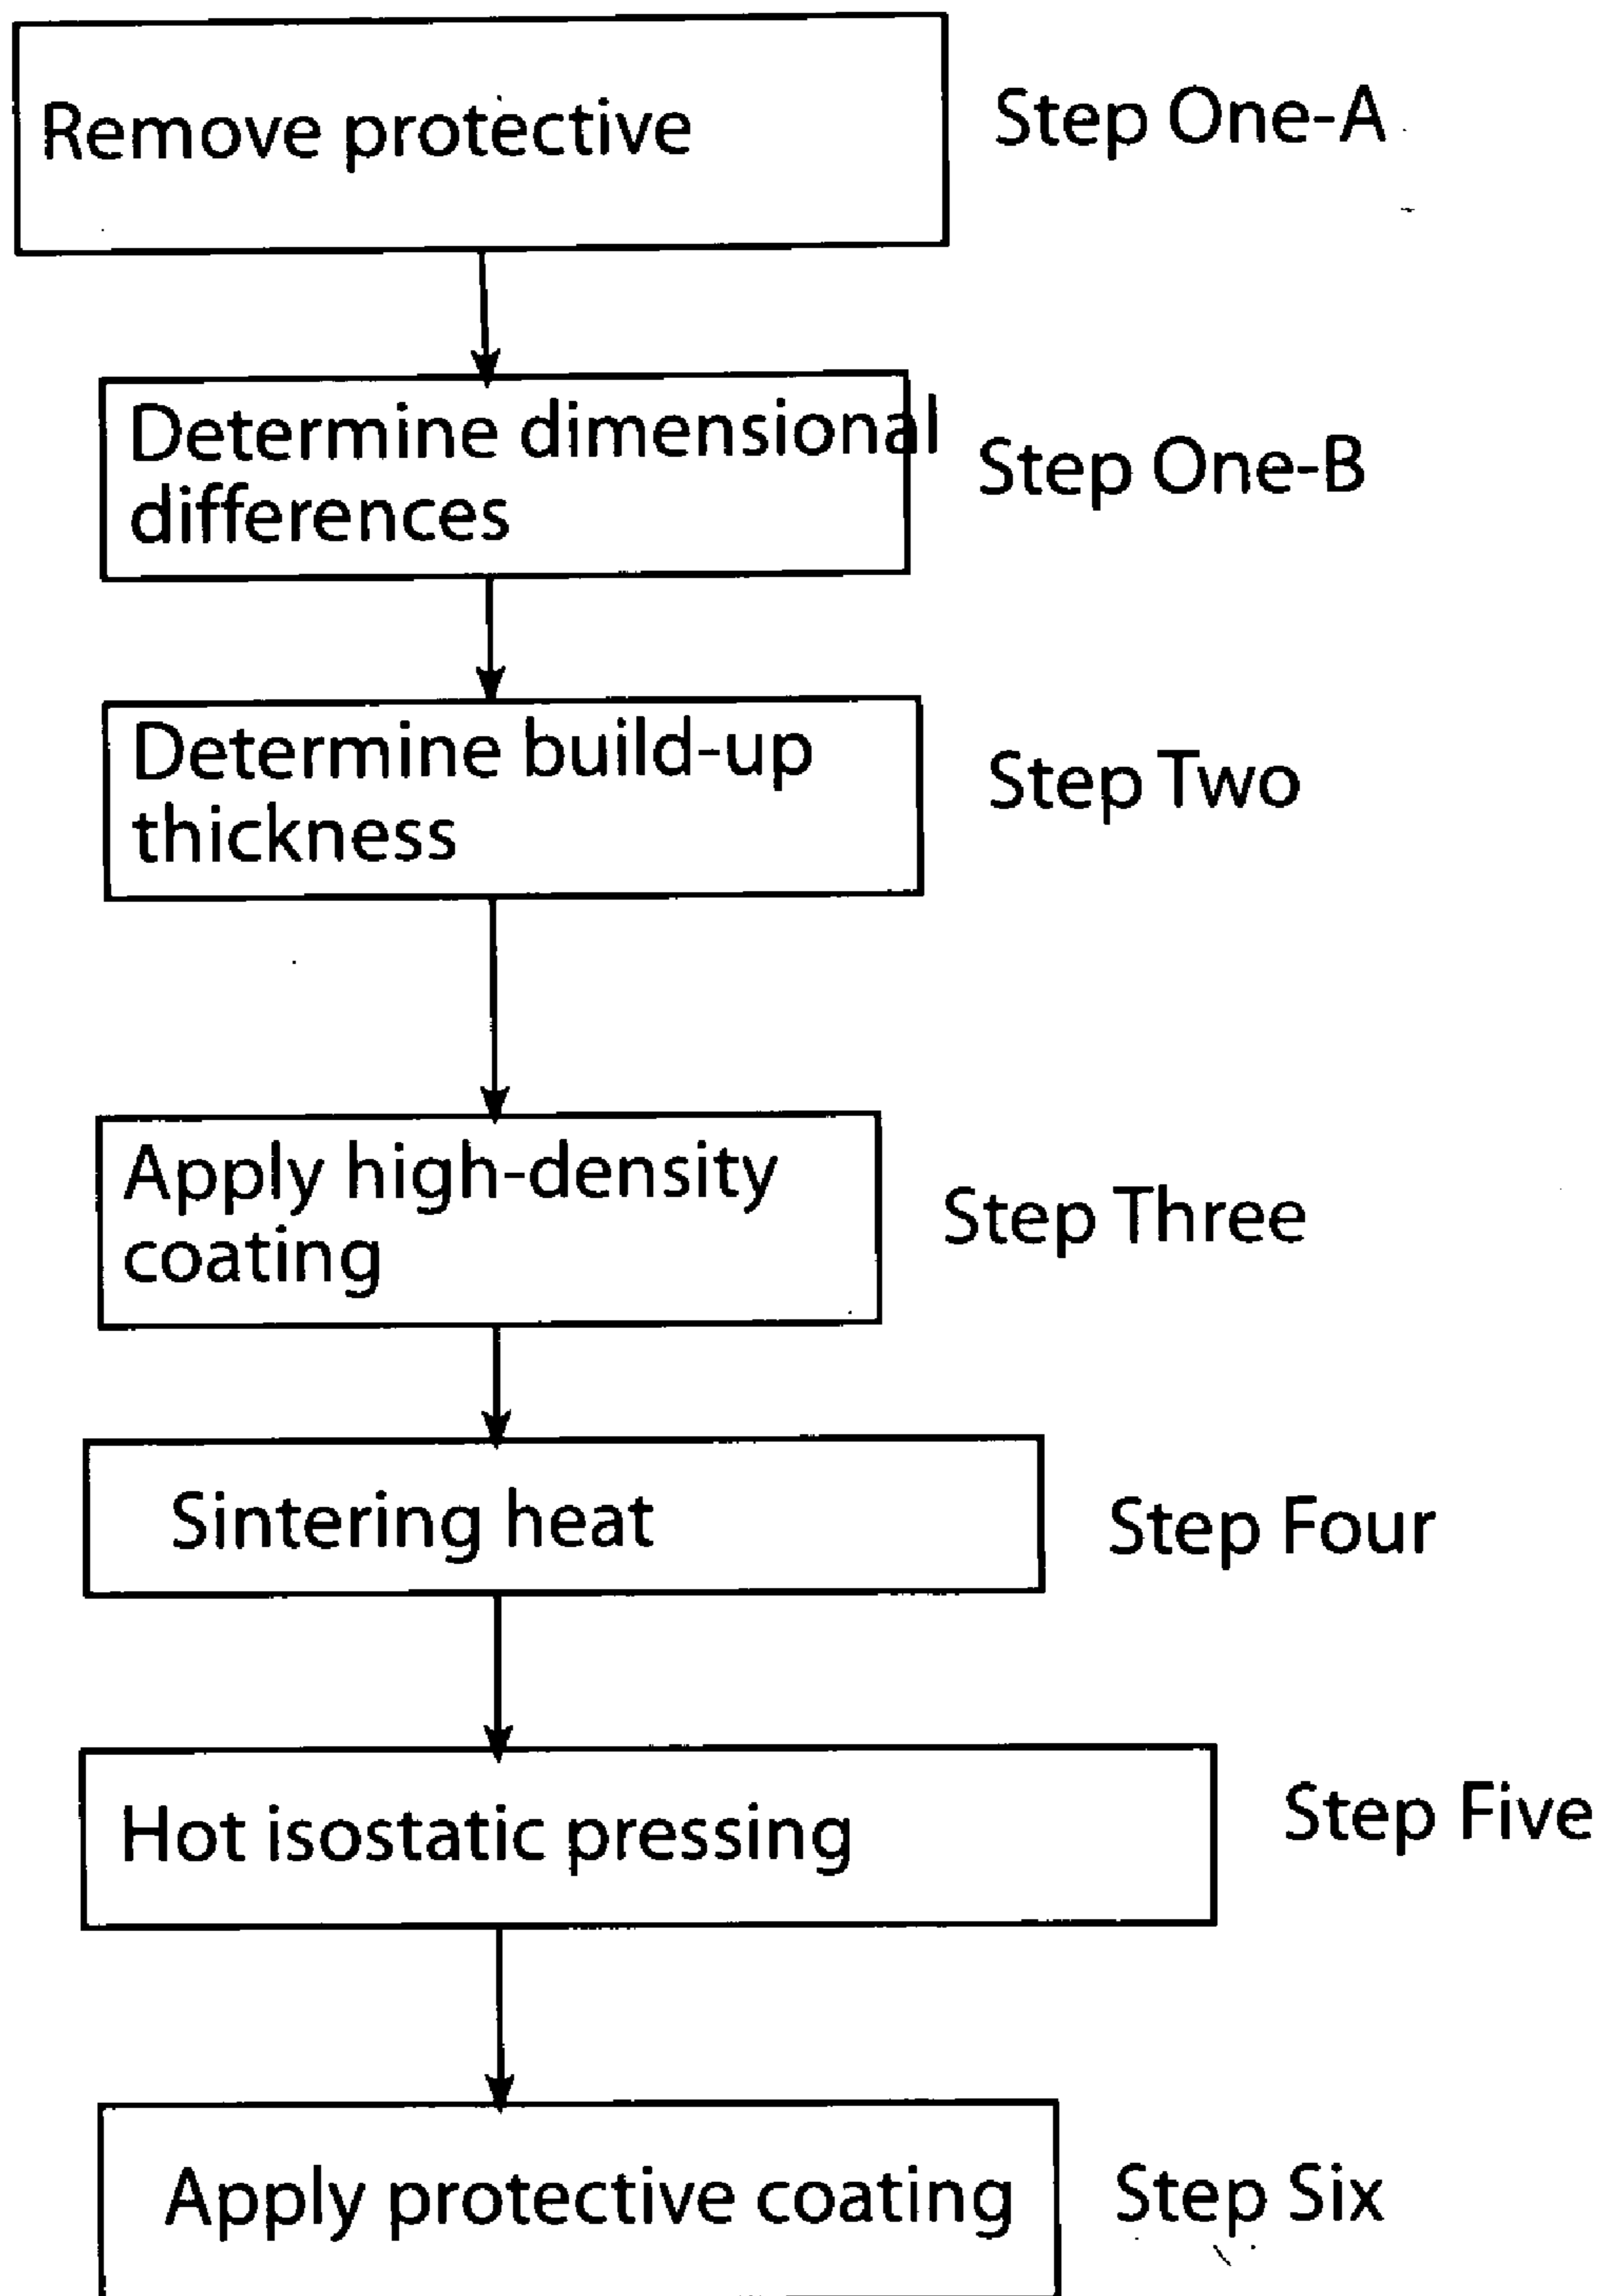 Remove protective
Step One-A
Determine dimensional
differences
Step One-B
Determine build-up
thickness
Step Two
Apply high-density
coating
Step Three
Sintering heat
Step Four
Hot isostatic pressing
Step Five
Apply protective coating
Step Six